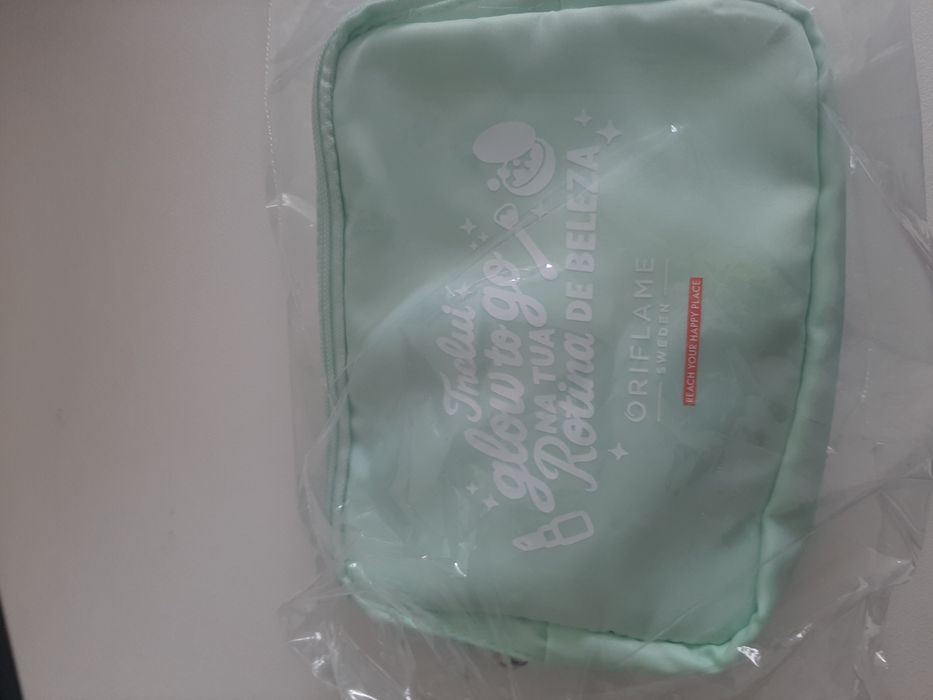 Inclui
glow to go
NA TUA
Rotina DE BELEZA
ORIFLAME
SWEDEN
REACH YOUR HAPPY PLACE